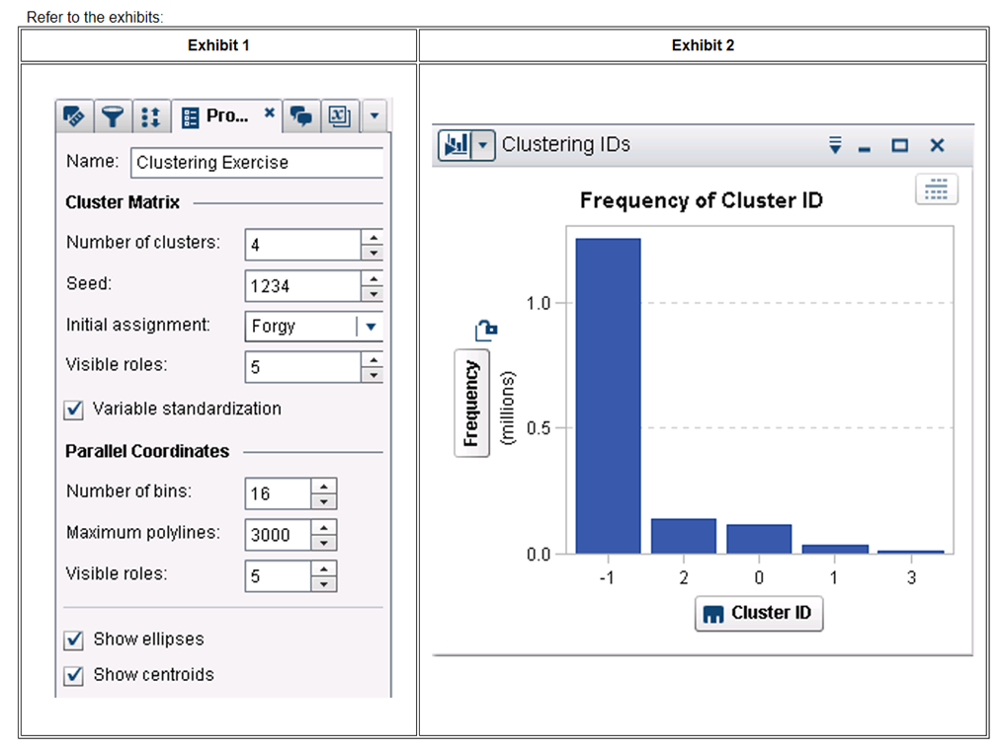 Refer to the exhibits:
Exhibit 1
Exhibit 2
Pro...
Name: Clustering Exercise
Cluster Matrix
Number of clusters: 4
Seed: 1234
Initial assignment: Forgy
Visible roles: 5
Variable standardization
Parallel Coordinates
Number of bins: 16
Maximum polylines: 3000
Visible roles: 5
Show ellipses
Show centroids
Clustering IDs
Frequency of Cluster ID
Frequency
(millions)
1.0
0.5
0.0
-1 2 0 1 3
Cluster ID